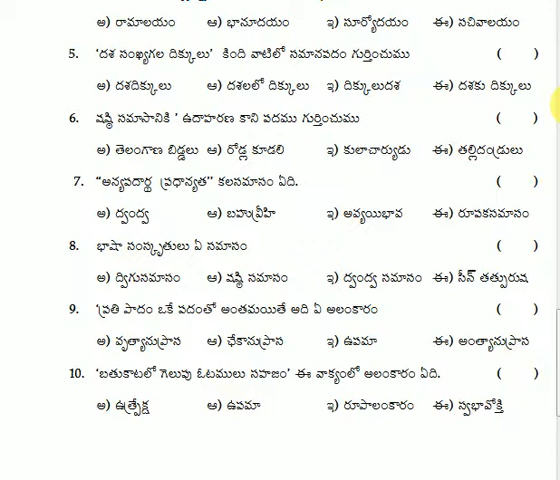 అ) రామాలయం ఆ) భానూదయం ఇ) సూర్యోదయం ఈ) సచివాలయం
5. 'దశ సంఖ్యగల దిక్కులు' కింది వాటిలో సమానపదం గుర్తించుము ( )
అ) దశదిక్కులు ఆ) దశలలో దిక్కులు ఇ) దిక్కులుదశ ఈ) దశకు దిక్కులు
6. షష్ఠి సమాసానికి ' ఉదాహరణ కాని పదము గుర్తించుము ( )
అ) తెలంగాణ బిడ్డలు ఆ) రోడ్ల కూడలి ఇ) కులాచార్యుడు ఈ) తల్లిదండ్రులు
7. "అన్యపదార్థ ప్రధాన్యత" కలసమాసం ఏది. ( )
అ) ద్వంద్వ ఆ) బహువ్రీహి ఇ) అవ్యయిభావ ఈ) రూపకసమాసం
8. భాషా సంస్కృతులు ఏ సమాసం ( )
అ) ద్విగుసమాసం ఆ) షష్ఠి సమాసం ఇ) ద్వంద్వ సమాసం ఈ) సీన్ తత్పురుష
9. 'ప్రతి పాదం ఒకే పదంతో అంతమయితే అది ఏ అలంకారం ( )
అ) వృత్యానుప్రాస ఆ) ఛేకానుప్రాస ఇ) ఉపమా ఈ) అంత్యానుప్రాస
10. 'బతుకాటలో గెలుపు ఓటములు సహజం' ఈ వాక్యంలో అలంకారం ఏది. ( )
అ) ఉత్ప్రేక్ష ఆ) ఉపమా ఇ) రూపాలంకారం ఈ) స్వభావోక్తి